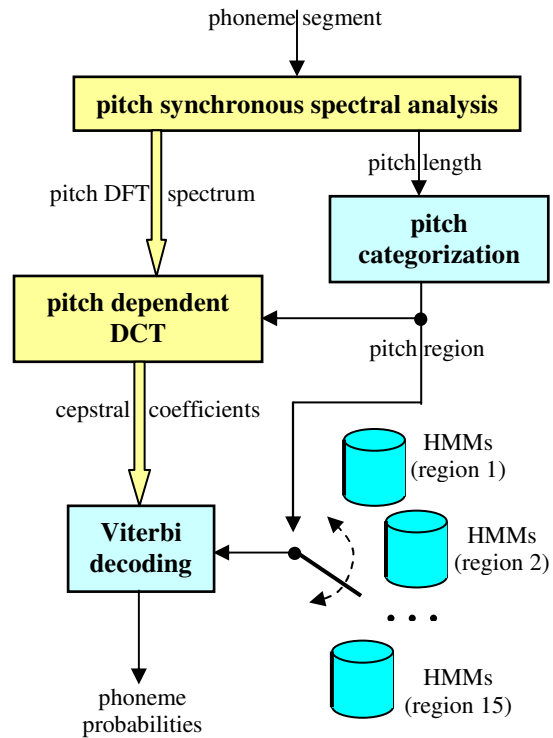 phoneme segment
pitch synchronous spectral analysis
pitch length
pitch DFT spectrum
pitch
categorization
pitch dependent
DCT
pitch region
cepstral coefficients
HMMs
(region 1)
Viterbi
decoding
HMMs
(region 2)
• • •
HMMs
(region 15)
phoneme
probabilities